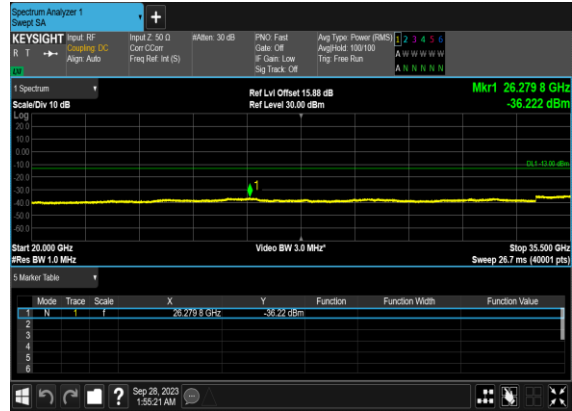 Spectrum Analyzer 1
Swept SA
KEYSIGHT Input: RF Input Z: 50 Ω #Atten: 30 dB PNO: Fast Avg Type: Power (RMS) 1 2 3 4 5 6
R T Coupling: DC Corr CCorr Gate: Off Avg|Hold: 100/100 A W W W W W
Align: Auto Freq Ref: Int (S) IF Gain: Low Trig: Free Run
Sig Track: Off A N N N N N
LXI
1 Spectrum Ref Lvl Offset 15.88 dB Mkr1 26.279 8 GHz
Scale/Div 10 dB Ref Level 30.00 dBm -36.222 dBm
Log
20.0
10.0
0.00
-10.0 DL1 -13.00 dBm
-20.0
-30.0 1
-40.0
-50.0
-60.0
Start 20.000 GHz Video BW 3.0 MHz* Stop 35.500 GHz
#Res BW 1.0 MHz Sweep 26.7 ms (40001 pts)
5 Marker Table
Mode Trace Scale X Y Function Function Width Function Value
1 N 1 f 26.279 8 GHz -36.22 dBm
2
3
4
5
6
? Sep 28, 2023
1:55:21 AM